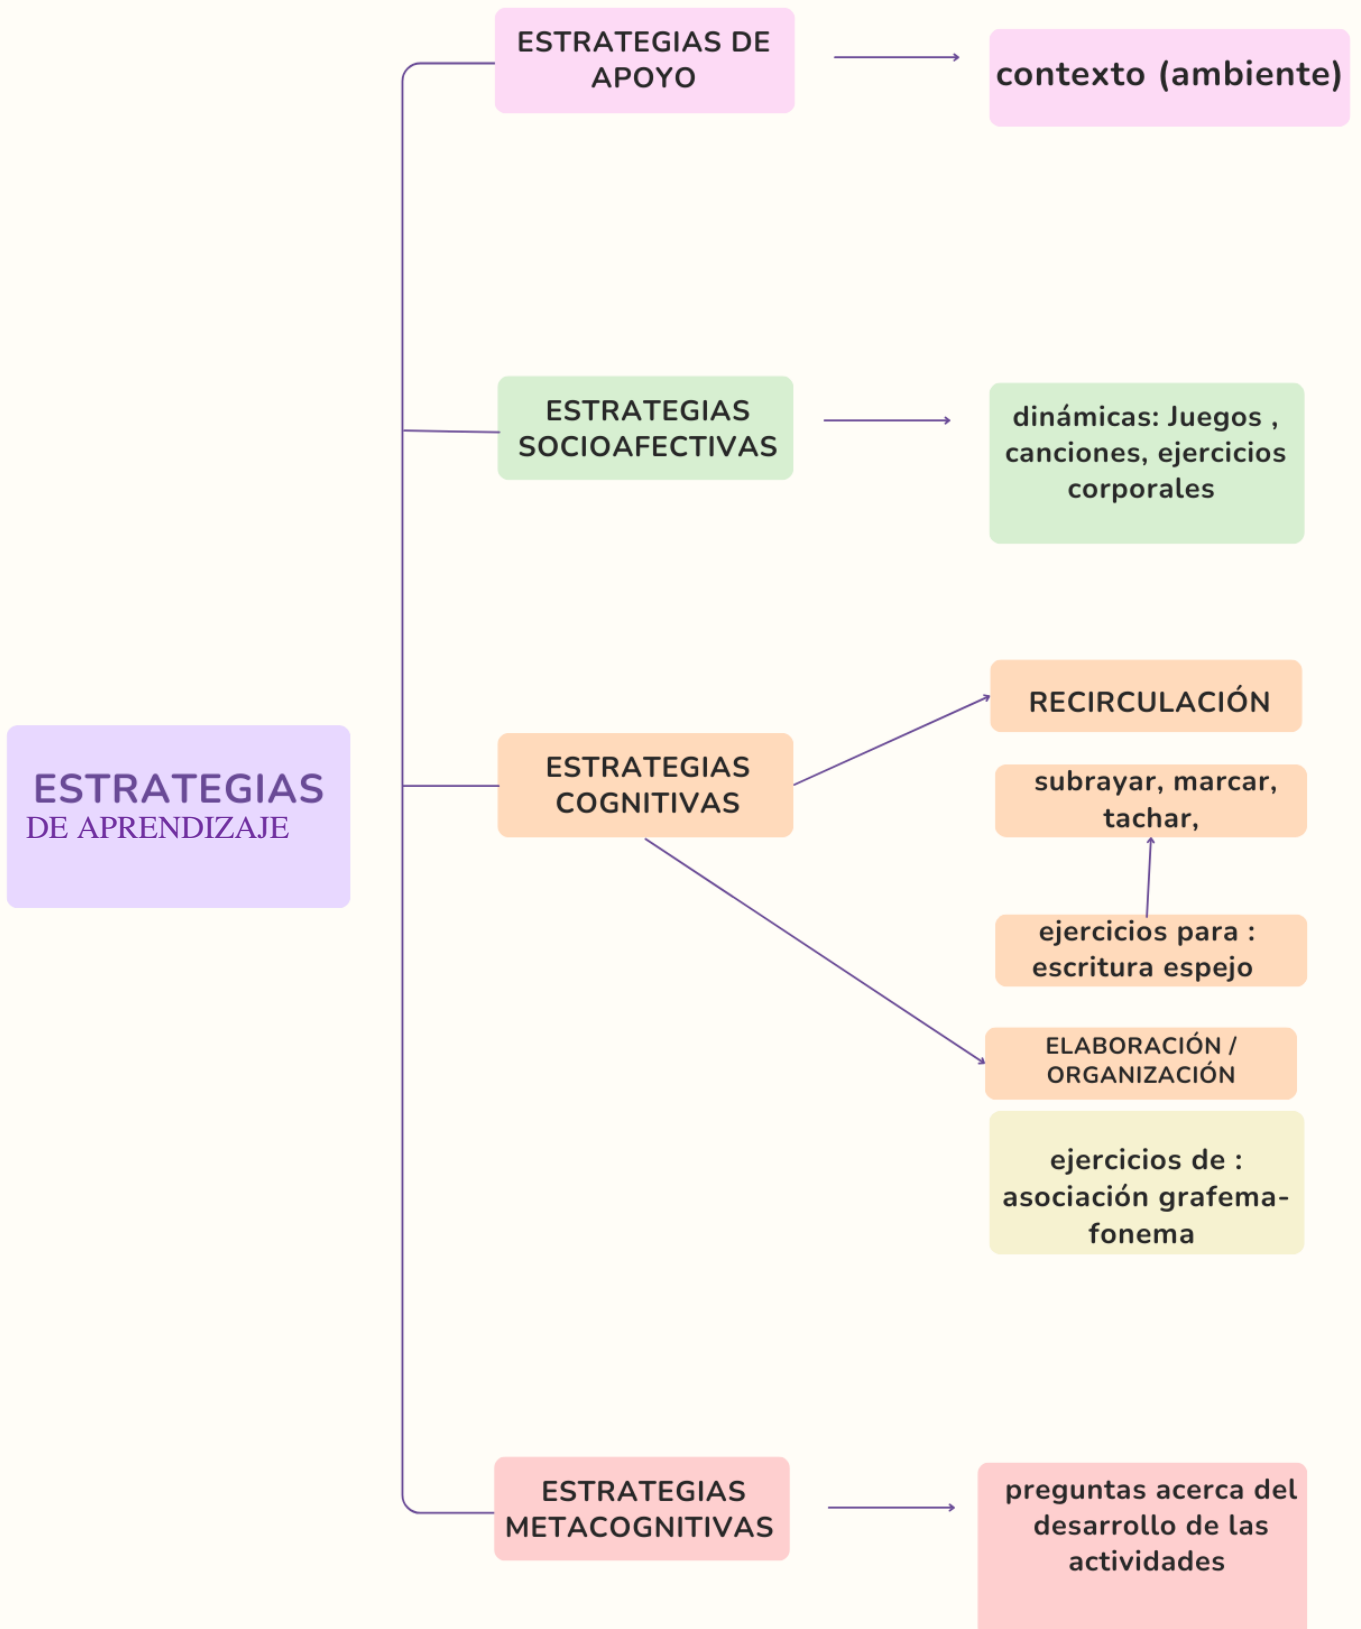 ESTRATEGIAS DE
APOYO
contexto (ambiente)
ESTRATEGIAS
SOCIOAFECTIVAS
dinámicas: Juegos ,
canciones, ejercicios
corporales
ESTRATEGIAS
DE APRENDIZAJE
ESTRATEGIAS
COGNITIVAS
RECIRCULACIÓN
subrayar, marcar,
tachar,
ejercicios para :
escritura espejo
ELABORACIÓN /
ORGANIZACIÓN
ejercicios de :
asociación grafema-
fonema
ESTRATEGIAS
METACOGNITIVAS
preguntas acerca del
desarrollo de las
actividades